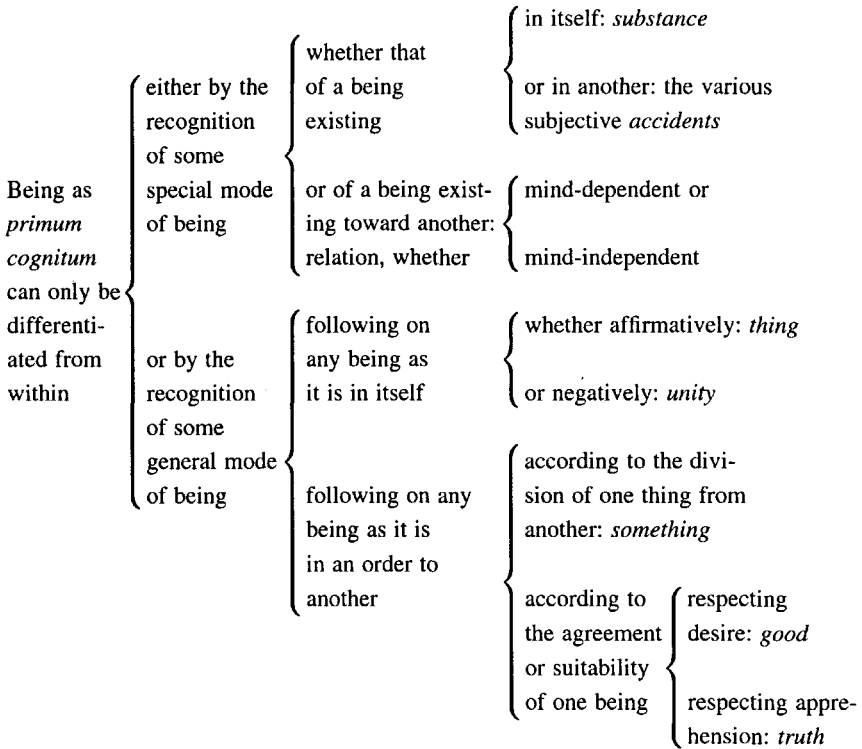 Being as
primum
cognitum
can only be
differenti-
ated from
within
either by the
recognition
of some
special mode
of being
whether that
of a being
existing
in itself: substance
or in another: the various
subjective accidents
or of a being exist-
ing toward another:
relation, whether
mind-dependent or
mind-independent
or by the
recognition
of some
general mode
of being
following on
any being as
it is in itself
whether affirmatively: thing
or negatively: unity
following on any
being as it is
in an order to
another
according to the divi-
sion of one thing from
another: something
according to
the agreement
or suitability
of one being
respecting
desire: good
respecting appre-
hension: truth